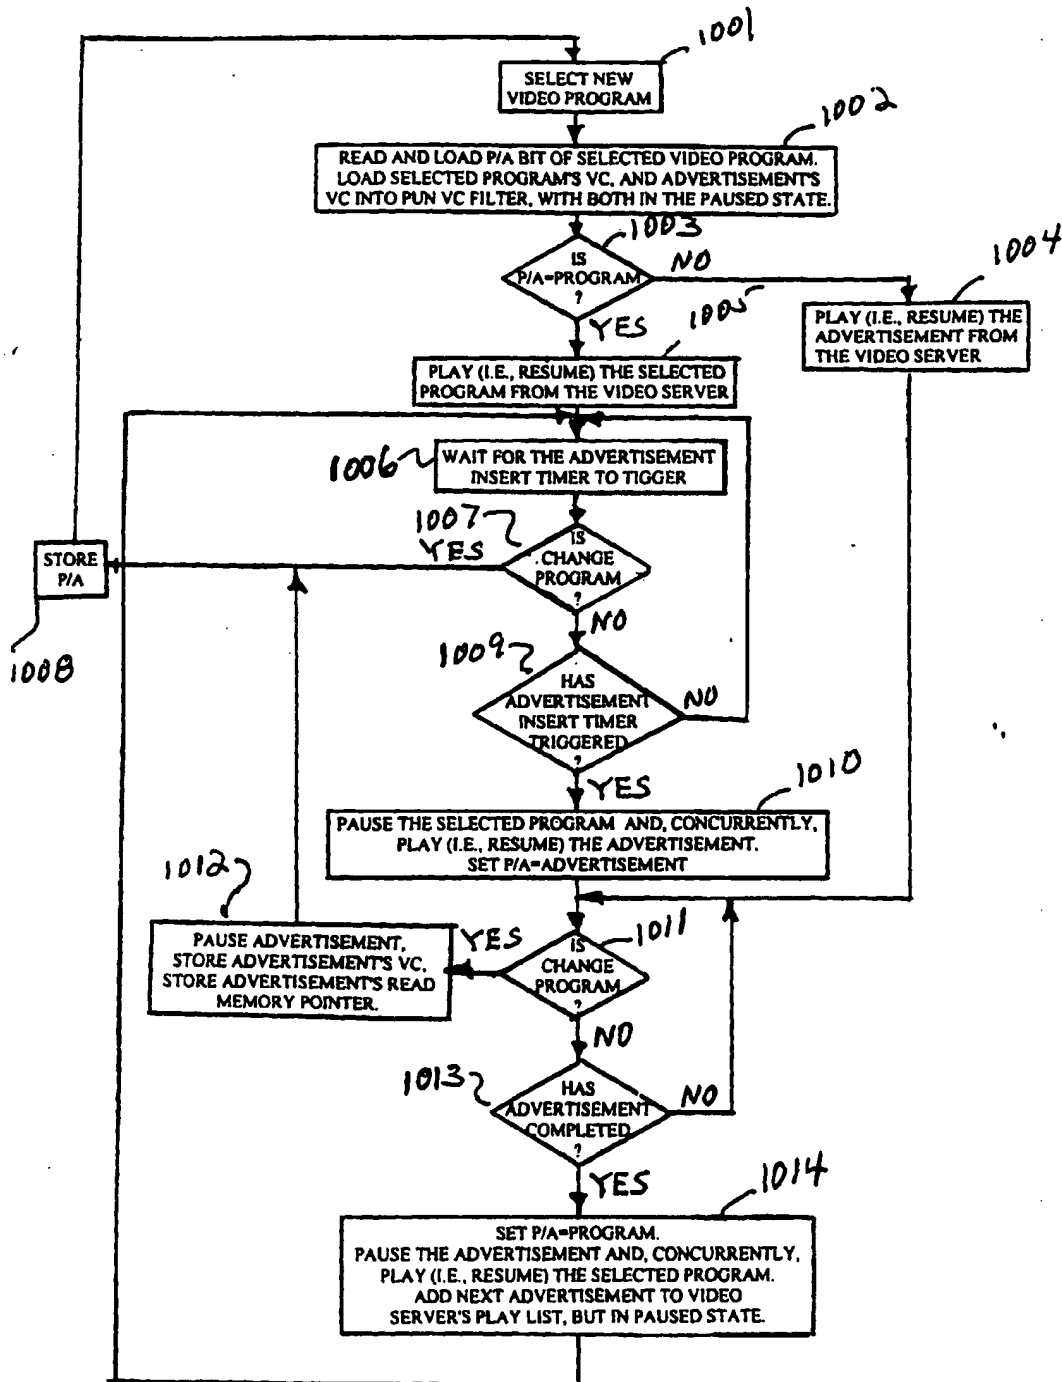 1001
SELECT NEW
VIDEO PROGRAM
1002
READ AND LOAD P/A BIT OF SELECTED VIDEO PROGRAM.
LOAD SELECTED PROGRAM'S VC, AND ADVERTISEMENT'S
VC INTO PUN VC FILTER, WITH BOTH IN THE PAUSED STATE.
1003
IS
P/A=PROGRAM
?
NO
1004
PLAY (I.E., RESUME) THE
ADVERTISEMENT FROM
THE VIDEO SERVER
YES
1005
PLAY (I.E., RESUME) THE SELECTED
PROGRAM FROM THE VIDEO SERVER
1006
WAIT FOR THE ADVERTISEMENT
INSERT TIMER TO TIGGER
1007
YES
IS
CHANGE
PROGRAM
?
NO
STORE
P/A
1008
1009
HAS
ADVERTISEMENT
INSERT TIMER
TRIGGERED
?
NO
YES
1010
PAUSE THE SELECTED PROGRAM AND, CONCURRENTLY,
PLAY (I.E., RESUME) THE ADVERTISEMENT.
SET P/A=ADVERTISEMENT
1011
IS
CHANGE
PROGRAM
?
YES
1012
PAUSE ADVERTISEMENT,
STORE ADVERTISEMENT'S VC,
STORE ADVERTISEMENT'S READ
MEMORY POINTER.
NO
1013
HAS
ADVERTISEMENT
COMPLETED
?
NO
YES
1014
SET P/A=PROGRAM.
PAUSE THE ADVERTISEMENT AND, CONCURRENTLY,
PLAY (I.E., RESUME) THE SELECTED PROGRAM.
ADD NEXT ADVERTISEMENT TO VIDEO
SERVER'S PLAY LIST, BUT IN PAUSED STATE.